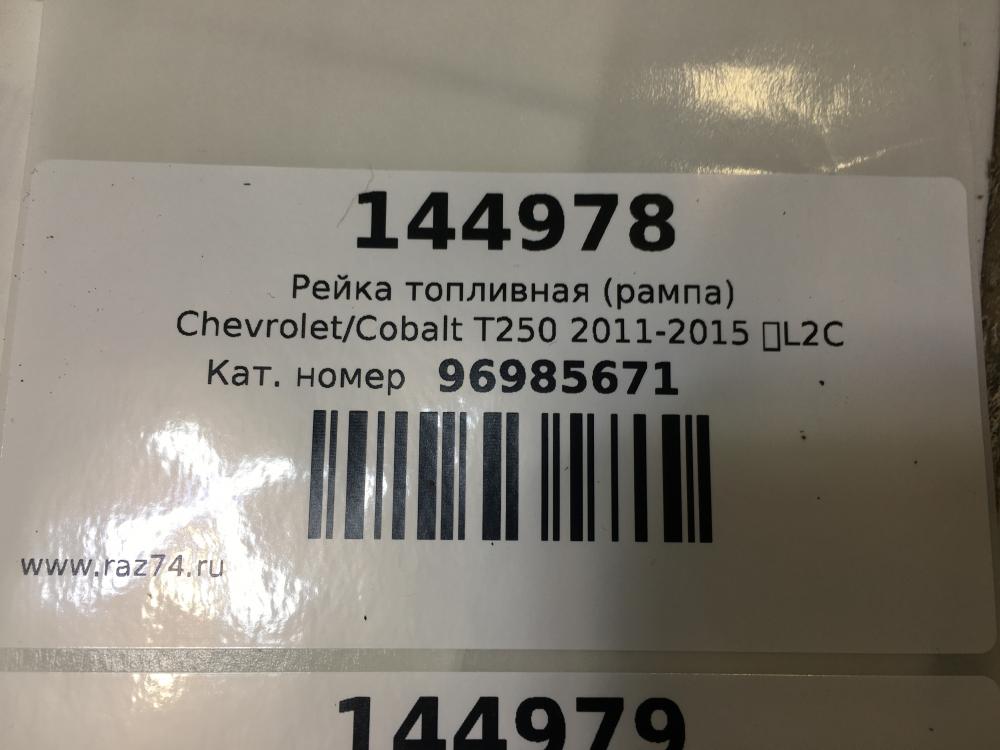 144978
Рейка топливная (рампа)
Chevrolet/Cobalt T250 2011-2015 ▯L2C
Кат. номер 96985671
www.raz74.ru
144979